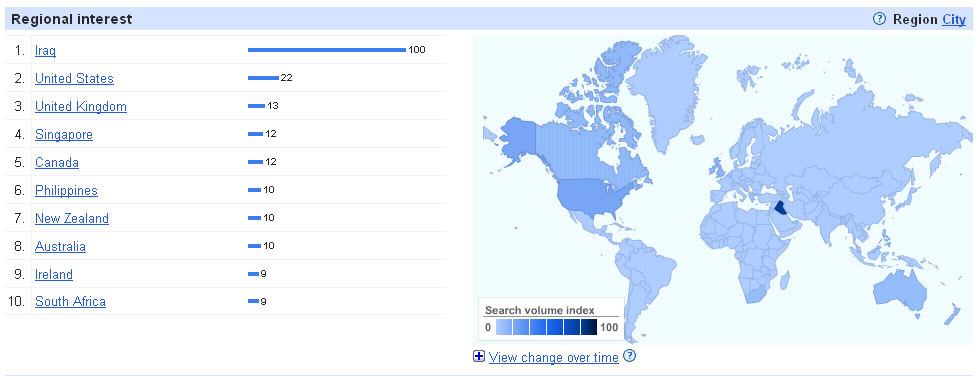 Regional interest
? Region City
1. Iraq 100
2. United States 22
3. United Kingdom 13
4. Singapore 12
5. Canada 12
6. Philippines 10
7. New Zealand 10
8. Australia 10
9. Ireland 9
10. South Africa 9
Search volume index
0 100
View change over time ?